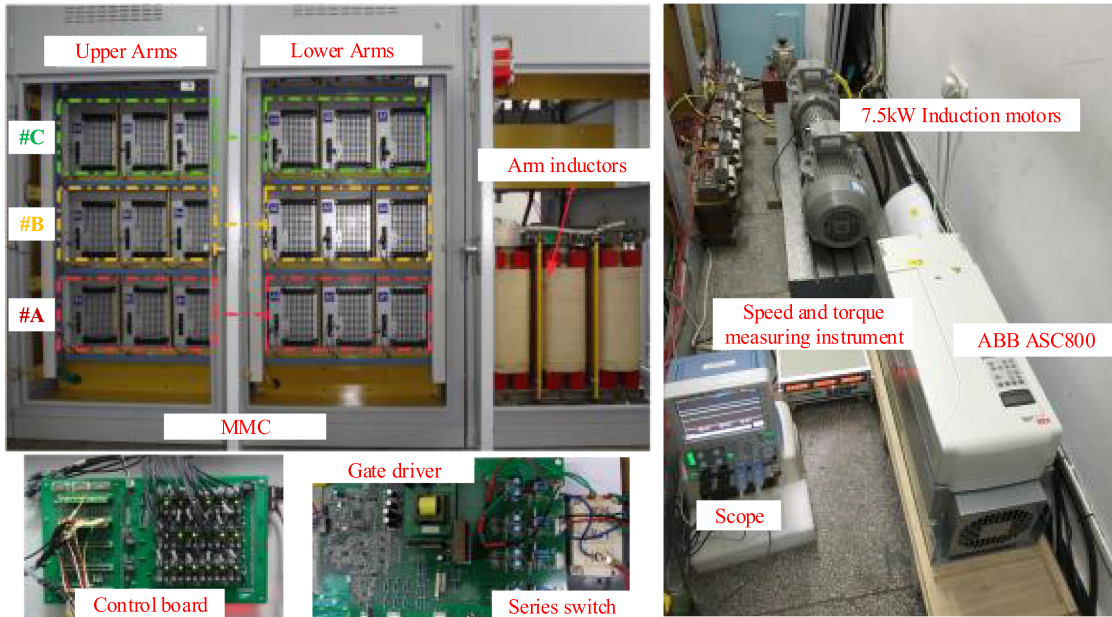 Upper Arms
Lower Arms
#C
#B
#A
Arm inductors
MMC
Gate driver
Control board
Series switch
7.5kW Induction motors
Speed and torque
measuring instrument
ABB ASC800
Scope